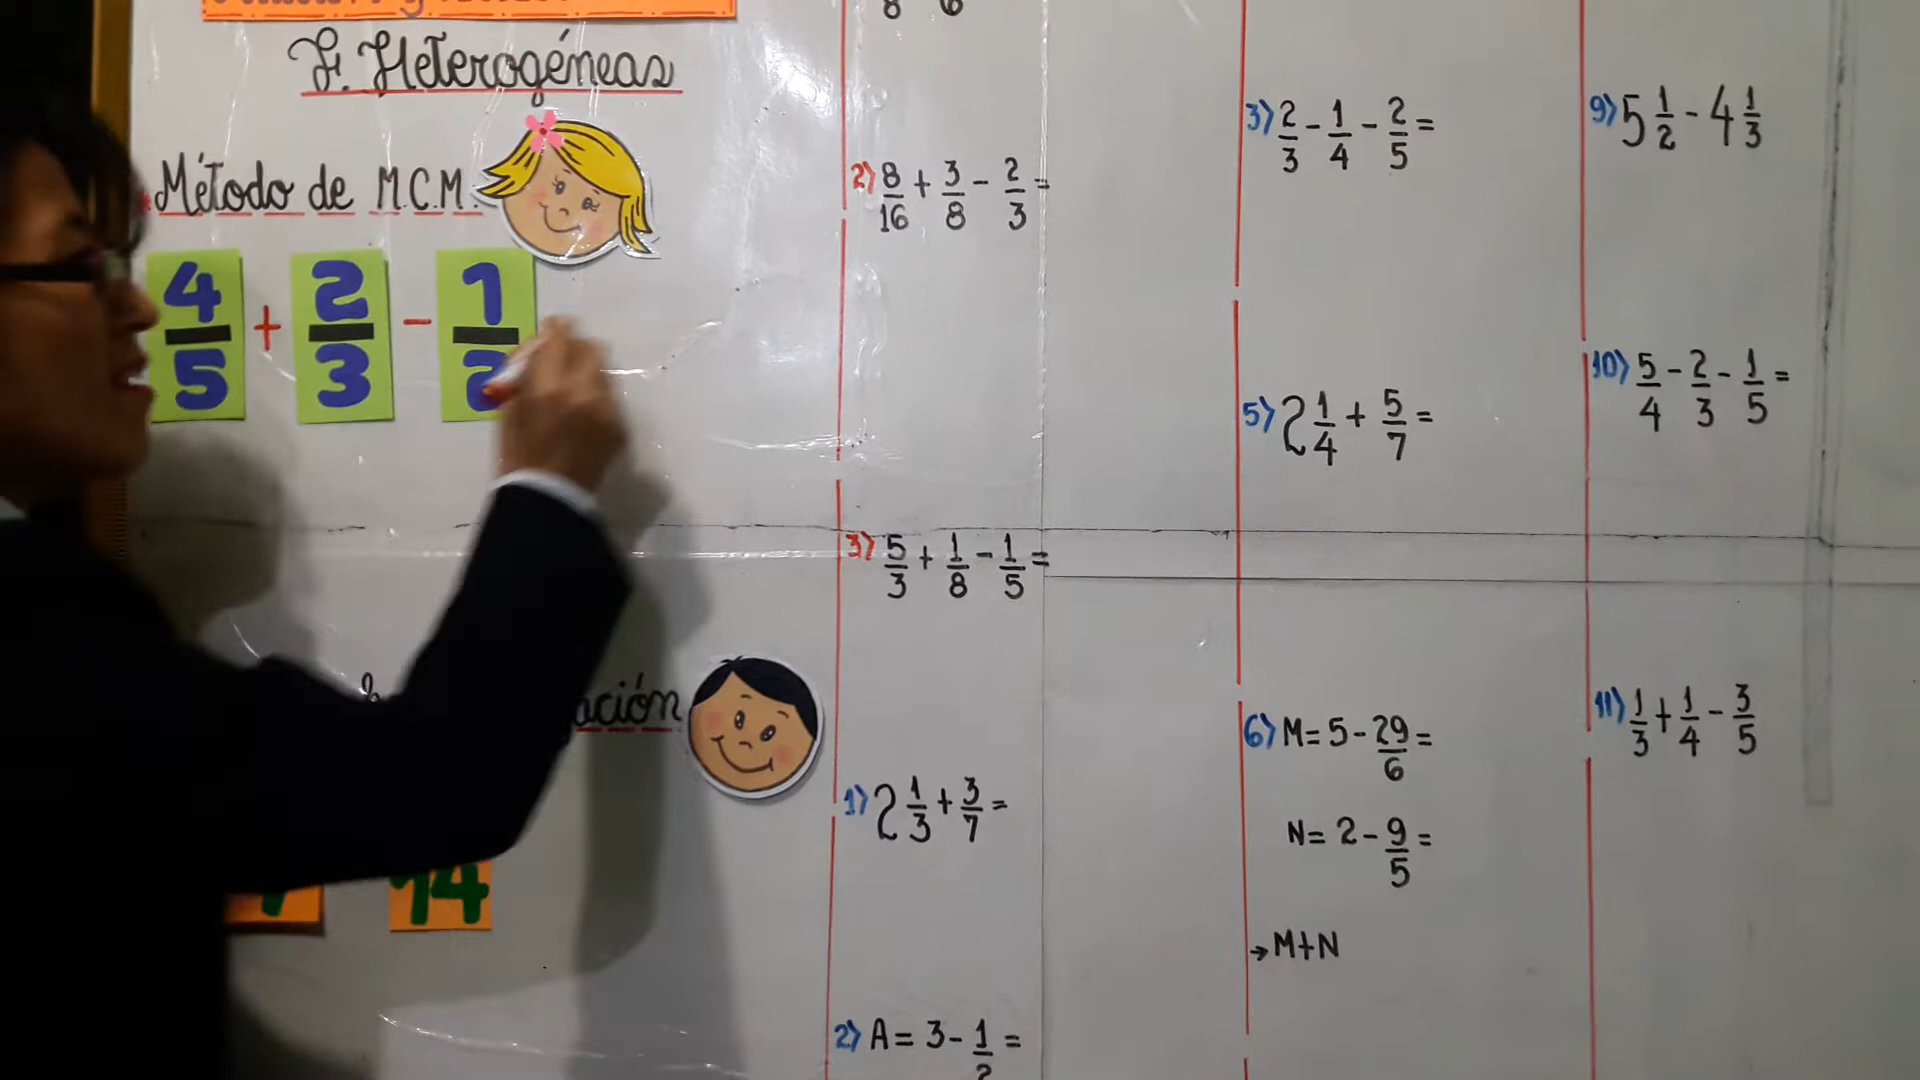 F. Heterogéneas
Método de M.C.M.
4/5 + 2/3 - 1/2
ación
14
8 6
2) 8/16 + 3/8 - 2/3 =
3) 5/3 + 1/8 - 1/5 =
1) 2 1/3 + 3/7 =
2) A = 3 - 1/2 =
3) 2/3 - 1/4 - 2/5 =
5) 2 1/4 + 5/7 =
6) M = 5 - 29/6 =
N = 2 - 9/5 =
→ M+N
9) 5 1/2 - 4 1/3
10) 5/4 - 2/3 - 1/5 =
11) 1/3 + 1/4 - 3/5